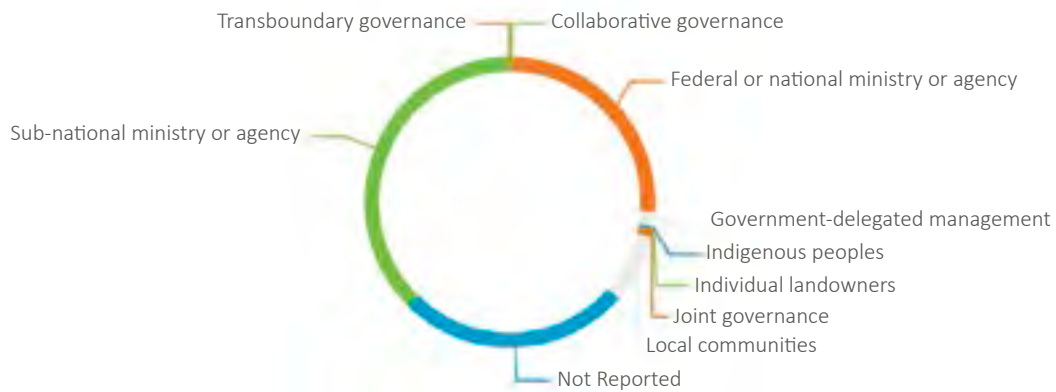 Transboundary governance
Collaborative governance
Federal or national ministry or agency
Sub-national ministry or agency
Government-delegated management
Indigenous peoples
Individual landowners
Joint governance
Local communities
Not Reported